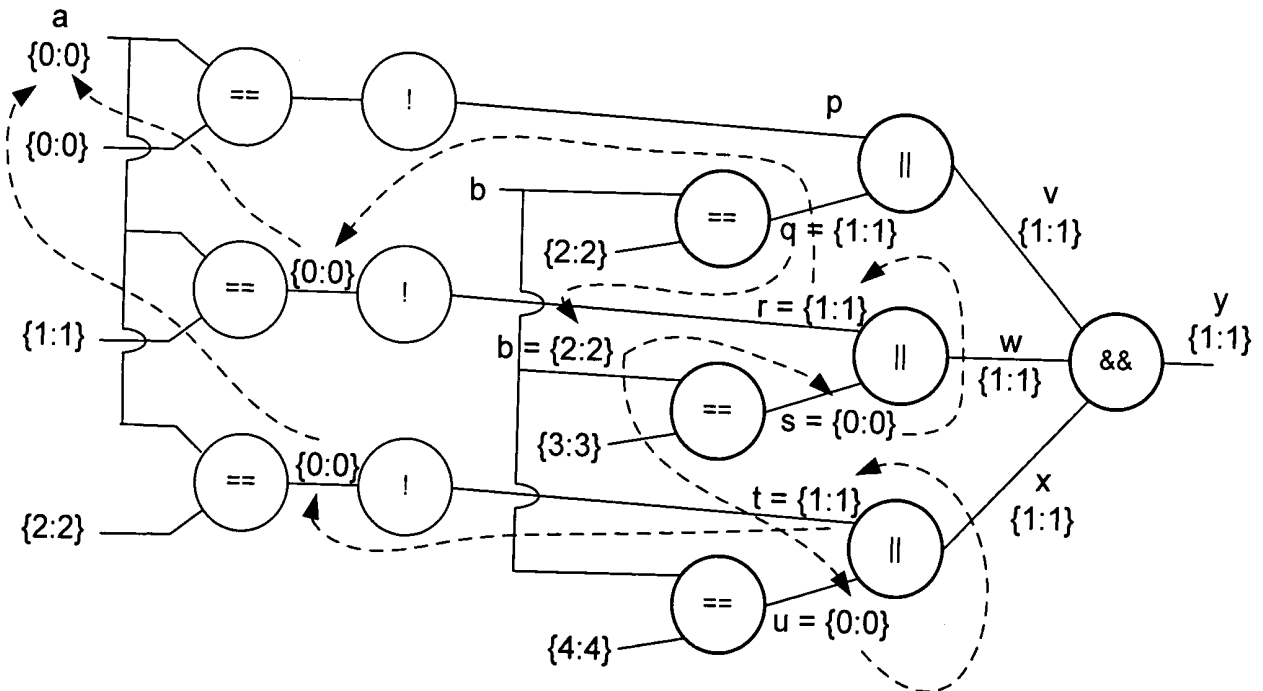 a
{0:0}
==
!
{0:0}
p
||
b
==
q = {1:1}
{2:2}
v
{1:1}
==
{0:0}
!
{1:1}
r = {1:1}
||
b = {2:2}
w
{1:1}
&&
y
{1:1}
==
s = {0:0}
{3:3}
==
{0:0}
!
{2:2}
t = {1:1}
||
x
{1:1}
==
u = {0:0}
{4:4}